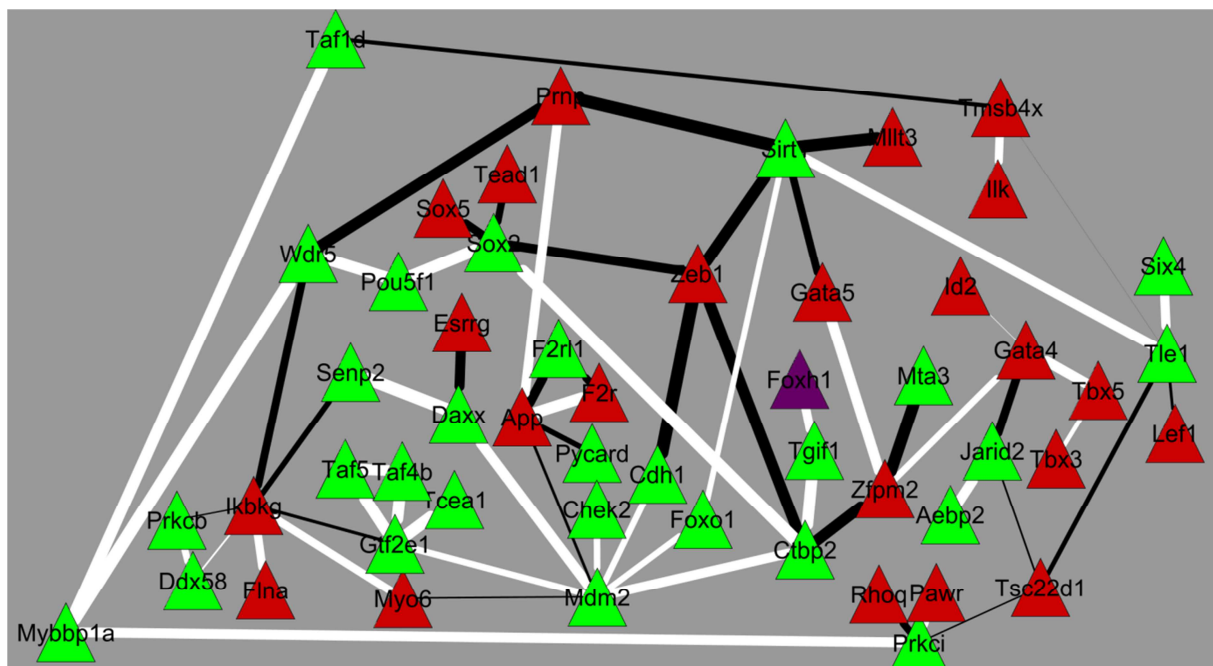 Taf1d
Prnp
Tmsb4x
Sirt1
Mllt3
Tead1
Ilk
Sox5
Sox2
Wdr5
Pou5f1
Zeb1
Gata5
Id2
Six4
Esrrg
F2rl1
Gata4
Tle1
Senp2
Foxh1
Mta3
Tbx5
Daxx
App
F2r
Lef1
Pycard
Tgif1
Jarid2
Tbx3
Taf5
Taf4b
Cdh1
Zfpm2
Ikbkg
Tcea1
Chek2
Prkcb
Foxo1
Aebp2
Gtf2e1
Ctbp2
Ddx58
Flna
Myo6
Mdm2
Rhoq
Pawr
Tsc22d1
Mybbp1a
Prkci